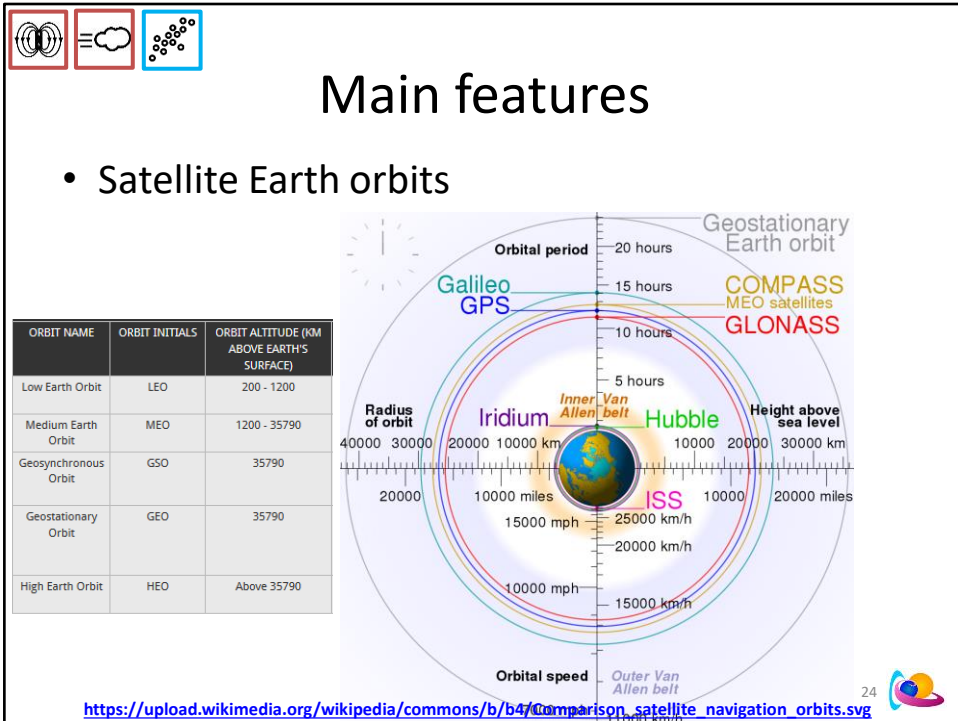 Main features
• Satellite Earth orbits
ORBIT NAME ORBIT INITIALS ORBIT ALTITUDE (KM
ABOVE EARTH'S
SURFACE)
Low Earth Orbit LEO 200 - 1200
Medium Earth
Orbit MEO 1200 - 35790
Geosynchronous
Orbit GSO 35790
Geostationary
Orbit GEO 35790
High Earth Orbit HEO Above 35790
Geostationary
Earth orbit
Orbital period 20 hours
Galileo 15 hours COMPASS
GPS MEO satellites
GLONASS
10 hours
5 hours
Inner Van
Allen belt
Radius
of orbit
Iridium Hubble
Height above
sea level
40000 30000 20000 10000 km 10000 20000 30000 km
20000 10000 miles ISS 10000 20000 miles
15000 mph 25000 km/h
20000 km/h
10000 mph 15000 km/h
Orbital speed Outer Van
Allen belt
24
https://upload.wikimedia.org/wikipedia/commons/b/b4/Comparison_satellite_navigation_orbits.svg